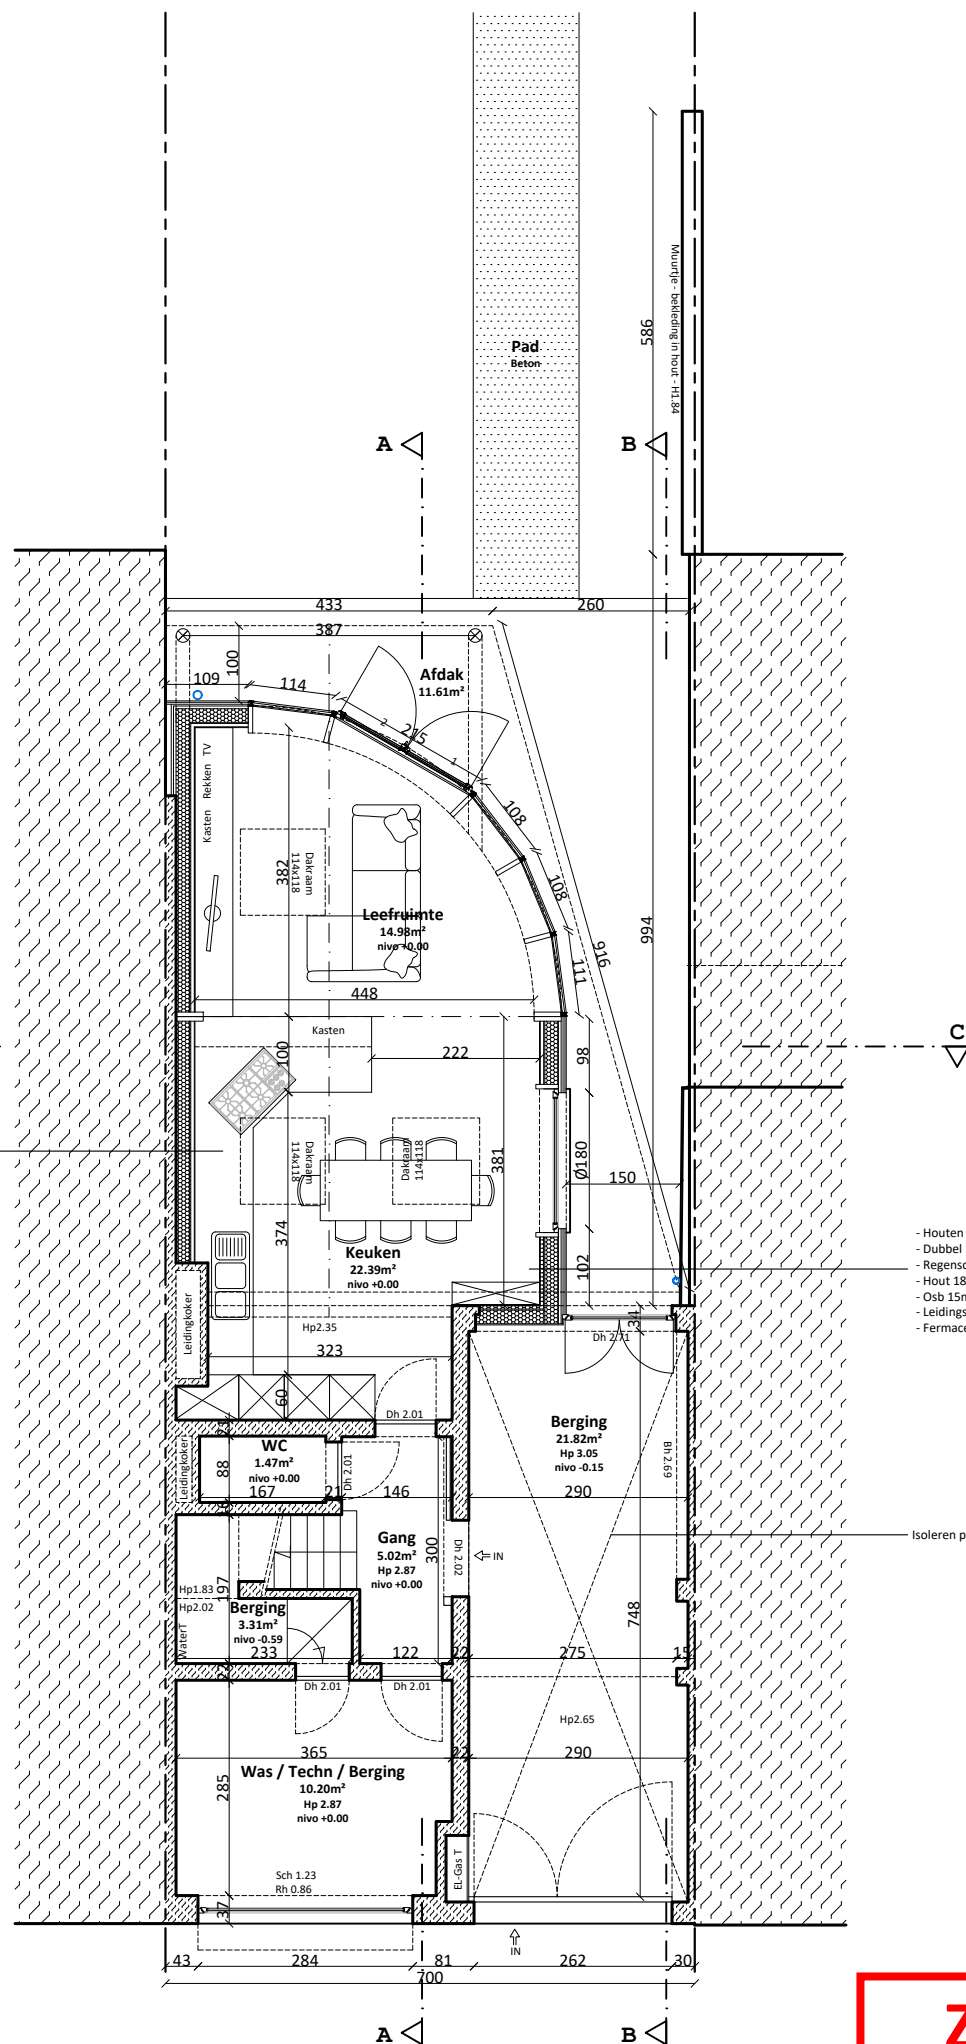 Pad
Beton
Muurtje - bekleding in hout - H1.84
586
A
B
433
260
387
100
109
114
Afdak
11.61m²
2
215
1
108
108
111
916
994
Kasten Rekken TV
382
Dakraam
114x118
Leefruimte
14.98m²
nivo +0.00
448
Kasten
100
222
98
C
Dakraam
114x118
Dakraam
114x118
381
Ø180
150
374
Keuken
22.39m²
nivo +0.00
102
- Houten
- Dubbel
- Regensc
- Hout 18
- Osb 15m
- Leidings
- Fermace
Leidingkoker
Hp2.35
34
Dh 2.71
323
60
Dh 2.01
Berging
21.82m²
Hp 3.05
nivo -0.15
Bh 2.69
WC
1.47m²
nivo +0.00
Leidingkoker
88
Dh 2.01
167
21
146
290
Gang
5.02m²
Hp 2.87
nivo +0.00
300
Dh 2.02
IN
Isoleren p
197
Hp1.83
Hp2.02
Berging
3.31m²
nivo -0.59
WaterT
748
233
122
22
275
15
22
Dh 2.01
Dh 2.01
Hp2.65
365
22
290
Was / Techn / Berging
10.20m²
Hp 2.87
nivo +0.00
285
EL-Gas T
Sch 1.23
Rh 0.86
37
IN
43
284
81
262
30
700
A
B
Z